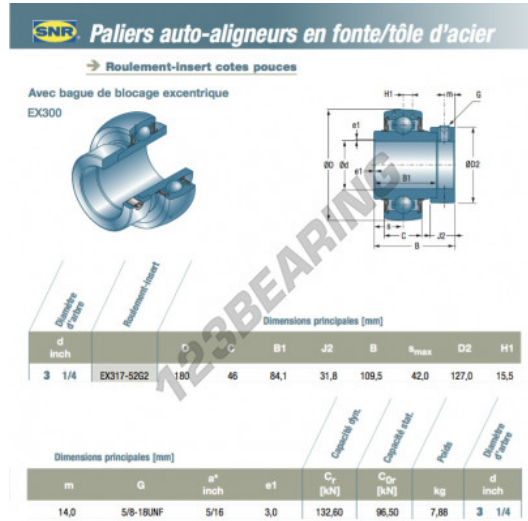 SNR Paliers auto-aligneurs en fonte/tôle d'acier
Roulement-insert cotes pouces
Avec bague de blocage excentrique
EX300
H1 m G
e1
ØD Ød ØD2
e1 B1
s
C J2
B
123BEARING
Diamètre d'arbre Roulement-insert
Dimensions principales [mm]
d inch D C B1 J2 B smax D2 H1
3 1/4 EX317-52G2 180 46 84,1 31,8 109,5 42,0 127,0 15,5
Capacité dyn. Capacité stat. Poids Diamètre d'arbre
Dimensions principales [mm]
m G a* inch e1 Cr [kN] C0r [kN] kg d inch
14,0 5/8-18UNF 5/16 3,0 132,60 96,50 7,88 3 1/4